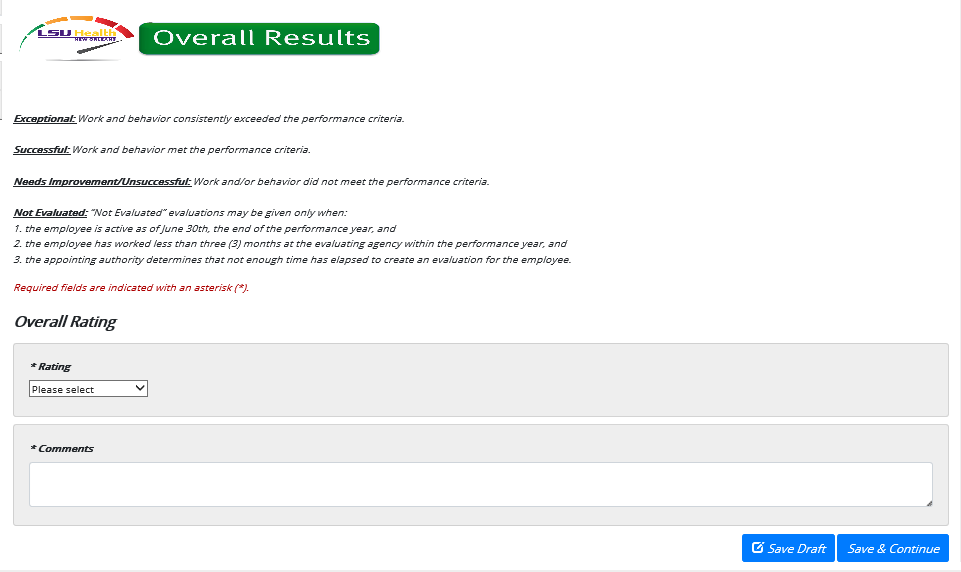 LSU Health
NEW ORLEANS
Overall Results
Exceptional: Work and behavior consistently exceeded the performance criteria.
Successful: Work and behavior met the performance criteria.
Needs Improvement/Unsuccessful: Work and/or behavior did not meet the performance criteria.
Not Evaluated: "Not Evaluated" evaluations may be given only when:
1. the employee is active as of June 30th, the end of the performance year, and
2. the employee has worked less than three (3) months at the evaluating agency within the performance year, and
3. the appointing authority determines that not enough time has elapsed to create an evaluation for the employee.
Required fields are indicated with an asterisk (*).
Overall Rating
* Rating
Please select
* Comments
Save Draft
Save & Continue